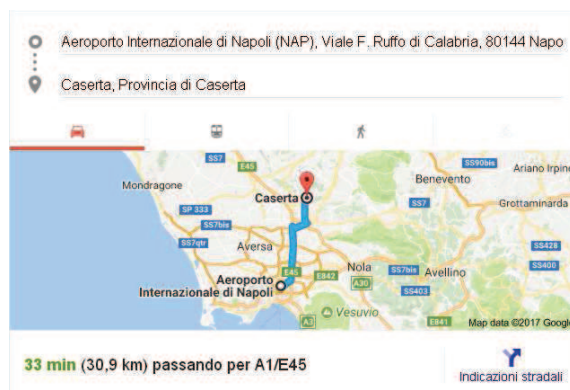 Aeroporto Internazionale di Napoli (NAP), Viale F. Ruffo di Calabria, 80144 Napo
Caserta, Provincia di Caserta
SS7
E45
SS90bis
Ariano Irpino
Mondragone
Benevento
Caserta
SS7
Grottaminarda
SP 333
SS7bis
SS7qtr
Aversa
SS428
E45
Nola
SS7bis
Avellino
SS400
Aeroporto
Internazionale di Napoli
E842
A30
SS403
Vesuvio
A3
E841
Map data ©2017 Google
33 min (30,9 km) passando per A1/E45
Indicazioni stradali